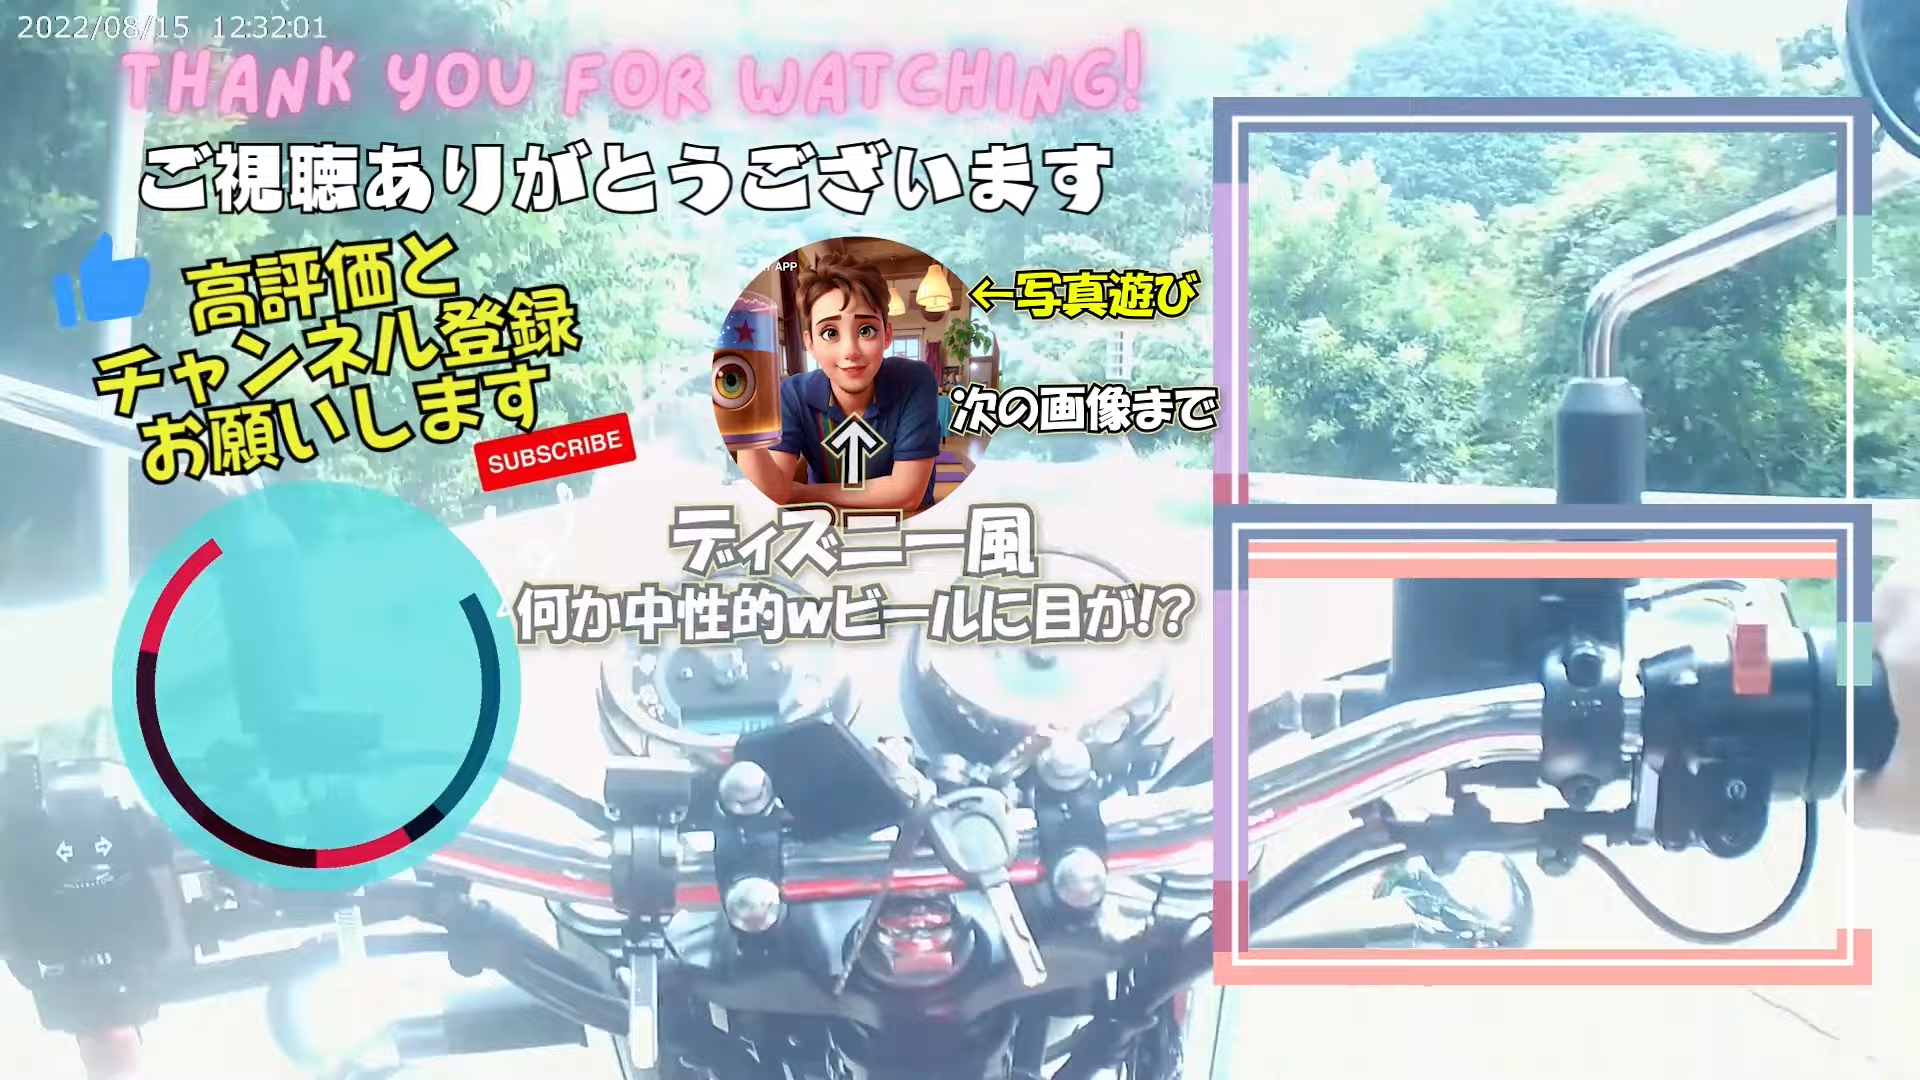 2022/08/15 12:32:01
THANK YOU FOR WATCHING!
ご視聴ありがとうございます
高評価と
チャンネル登録
お願いします
SUBSCRIBE
APP
←写真遊び
次の画像まで
↑
ディズニー風
何か中性的wビールに目が!?